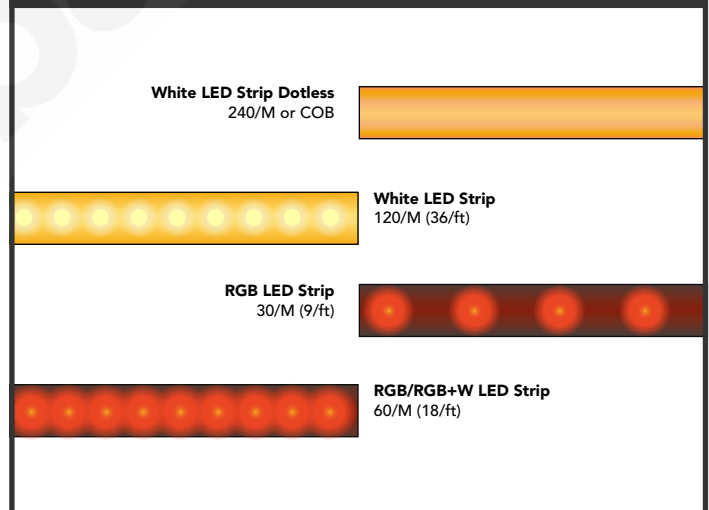 White LED Strip Dotless
240/M or COB
White LED Strip
120/M (36/ft)
RGB LED Strip
30/M (9/ft)
RGB/RGB+W LED Strip
60/M (18/ft)